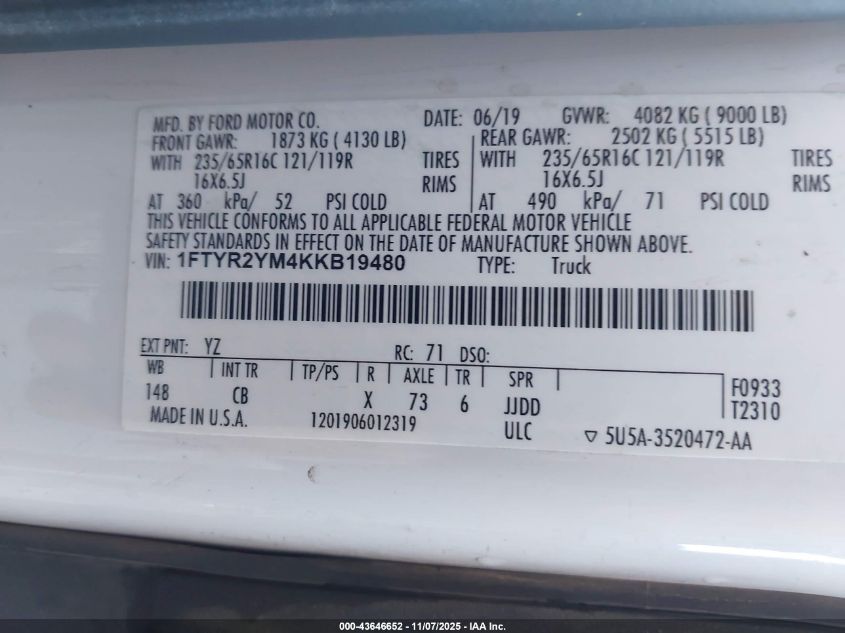 MFD. BY FORD MOTOR CO. DATE: 06/19 GVWR: 4082 KG ( 9000 LB)
FRONT GAWR: 1873 KG ( 4130 LB) REAR GAWR: 2502 KG ( 5515 LB)
WITH 235/65R16C 121/119R TIRES WITH 235/65R16C 121/119R TIRES
16X6.5J RIMS 16X6.5J RIMS
AT 360 kPa/ 52 PSI COLD AT 490 kPa/ 71 PSI COLD
THIS VEHICLE CONFORMS TO ALL APPLICABLE FEDERAL MOTOR VEHICLE
SAFETY STANDARDS IN EFFECT ON THE DATE OF MANUFACTURE SHOWN ABOVE.
VIN: 1FTYR2YM4KKB19480 TYPE: Truck
EXT PNT: YZ RC: 71 DSO:
WB INT TR TP/PS R AXLE TR SPR F0933
148 CB X 73 6 JJDD T2310
MADE IN U.S.A. 1201906012319 ULC 5U5A-3520472-AA
000-43646652 - 11/07/2025 - IAA Inc.